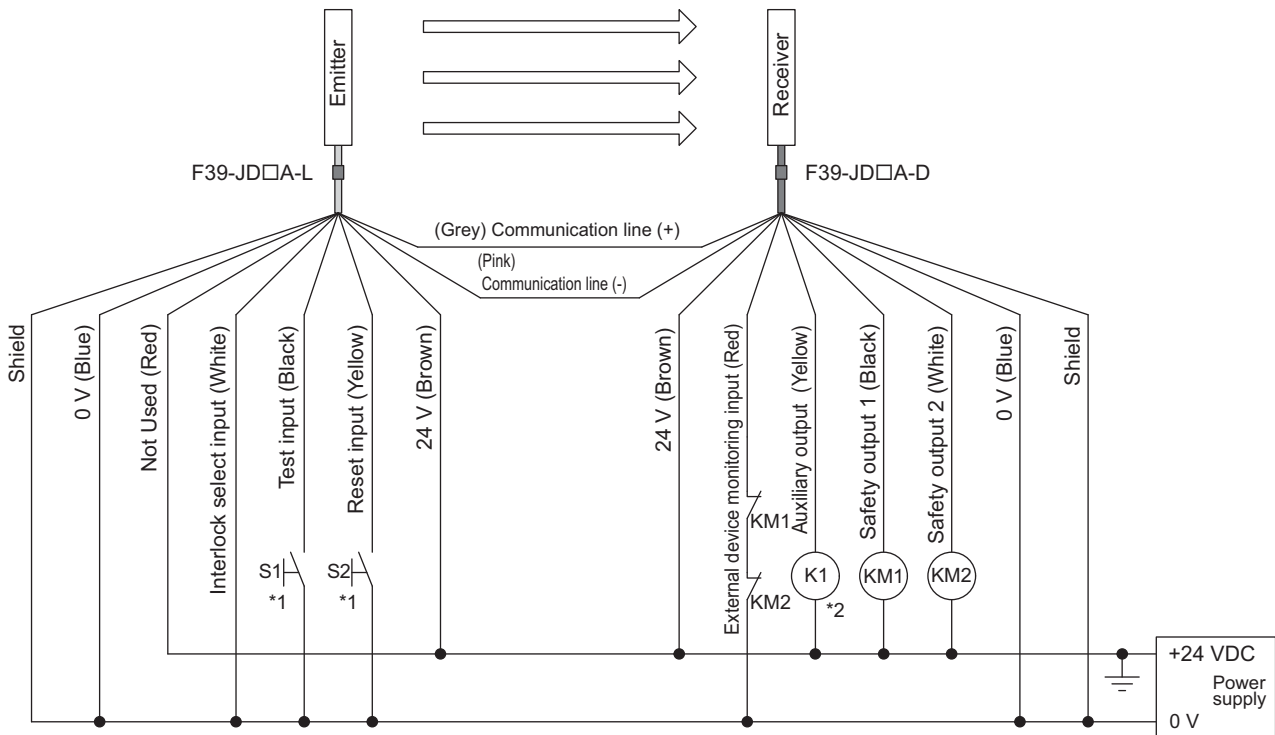 Emitter
Receiver
F39-JD□A-L
F39-JD□A-D
(Grey) Communication line (+)
(Pink)
Communication line (-)
Shield
0 V (Blue)
Not Used (Red)
Interlock select input (White)
Test input (Black)
Reset input (Yellow)
24 V (Brown)
24 V (Brown)
External device monitoring input (Red)
Auxiliary output (Yellow)
Safety output 1 (Black)
Safety output 2 (White)
0 V (Blue)
Shield
S1
*1
S2
*1
KM1
KM2
K1
*2
KM1
KM2
+24 VDC
Power
supply
0 V